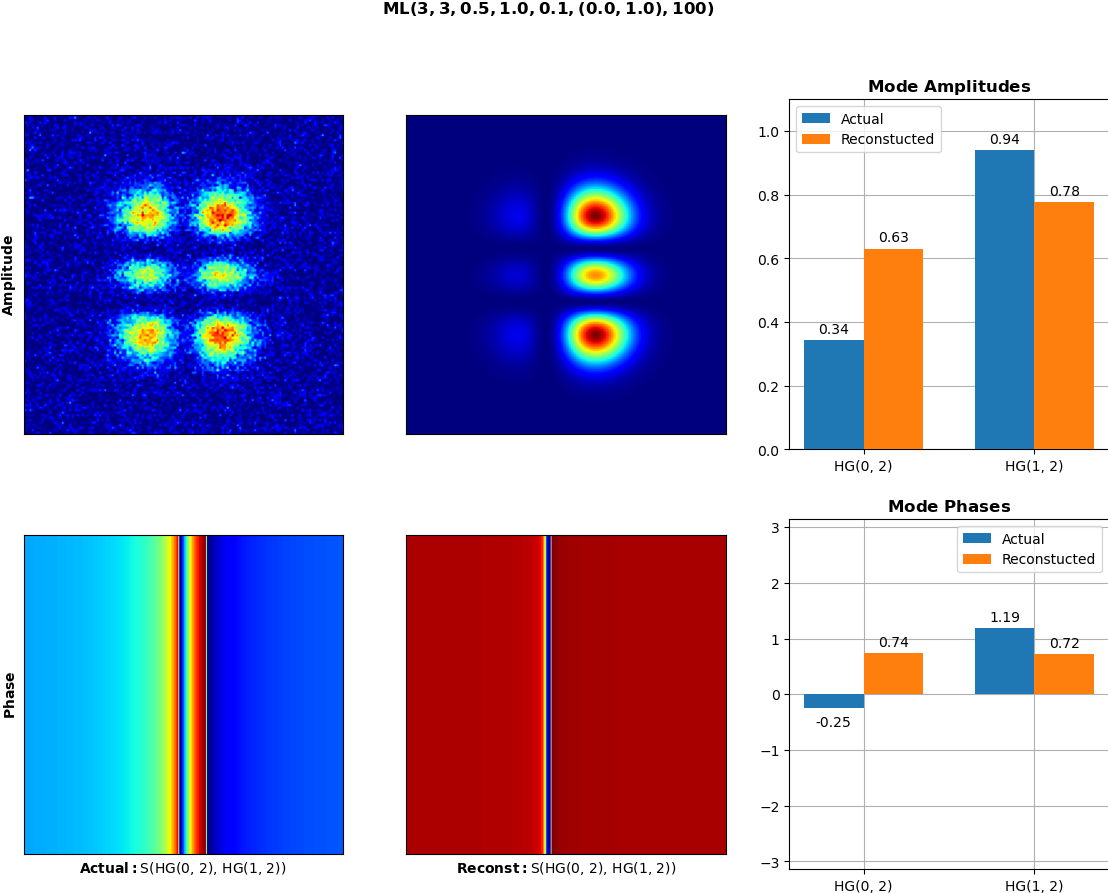 ML(3, 3, 0.5, 1.0, 0.1, (0.0, 1.0), 100)
Amplitude
Mode Amplitudes
Actual
Reconstucted
1.0
0.8
0.6
0.4
0.2
0.0
0.34
0.63
0.94
0.78
HG(0, 2)
HG(1, 2)
Phase
Actual: S(HG(0, 2), HG(1, 2))
Reconst: S(HG(0, 2), HG(1, 2))
Mode Phases
Actual
Reconstucted
3
2
1
0
−1
−2
−3
-0.25
0.74
1.19
0.72
HG(0, 2)
HG(1, 2)